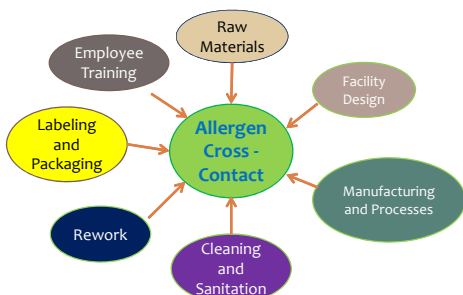 Raw
Materials
Employee
Training
Facility
Design
Labeling
and
Packaging
Allergen
Cross -
Contact
Manufacturing
and Processes
Rework
Cleaning
and
Sanitation